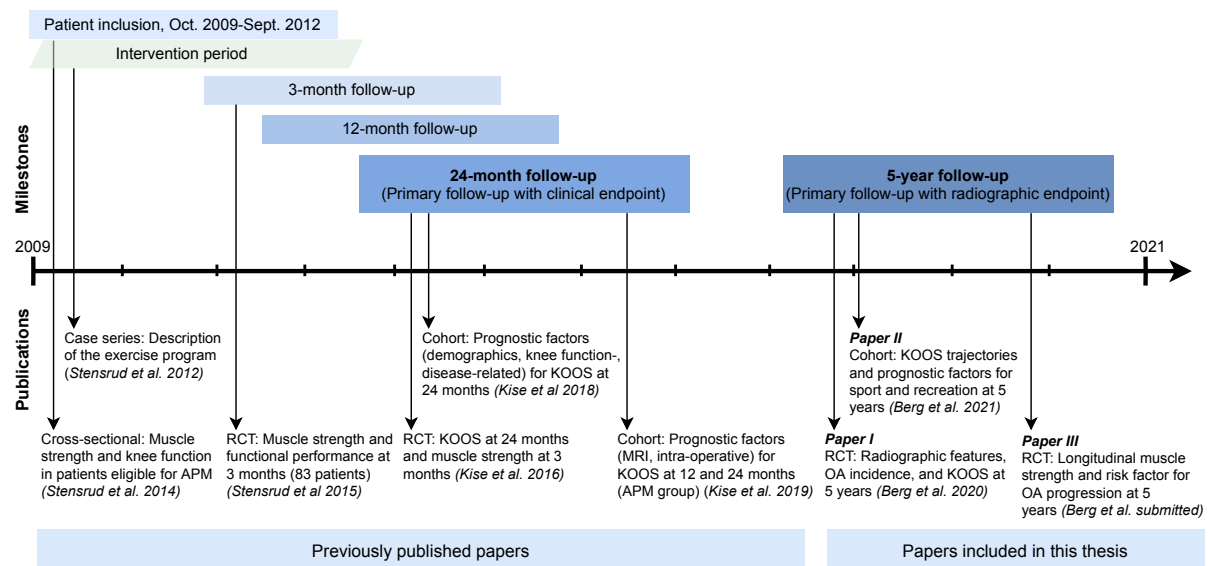 Patient inclusion, Oct. 2009-Sept. 2012
Intervention period
3-month follow-up
12-month follow-up
24-month follow-up
(Primary follow-up with clinical endpoint)
5-year follow-up
(Primary follow-up with radiographic endpoint)
Milestones
2009
2021
Publications
Case series: Description
of the exercise program
(Stensrud et al. 2012)
Cohort: Prognostic factors
(demographics, knee function-,
disease-related) for KOOS at
24 months (Kise et al 2018)
Paper II
Cohort: KOOS trajectories
and prognostic factors for
sport and recreation at 5
years (Berg et al. 2021)
Cross-sectional: Muscle
strength and knee function
in patients eligible for APM
(Stensrud et al. 2014)
RCT: Muscle strength and
functional performance at
3 months (83 patients)
(Stensrud et al 2015)
RCT: KOOS at 24 months
and muscle strength at 3
months (Kise et al. 2016)
Cohort: Prognostic factors
(MRI, intra-operative) for
KOOS at 12 and 24 months
(APM group) (Kise et al. 2019)
Paper I
RCT: Radiographic features,
OA incidence, and KOOS at
5 years (Berg et al. 2020)
Paper III
RCT: Longitudinal muscle
strength and risk factor for
OA progression at 5
years (Berg et al. submitted)
Previously published papers
Papers included in this thesis